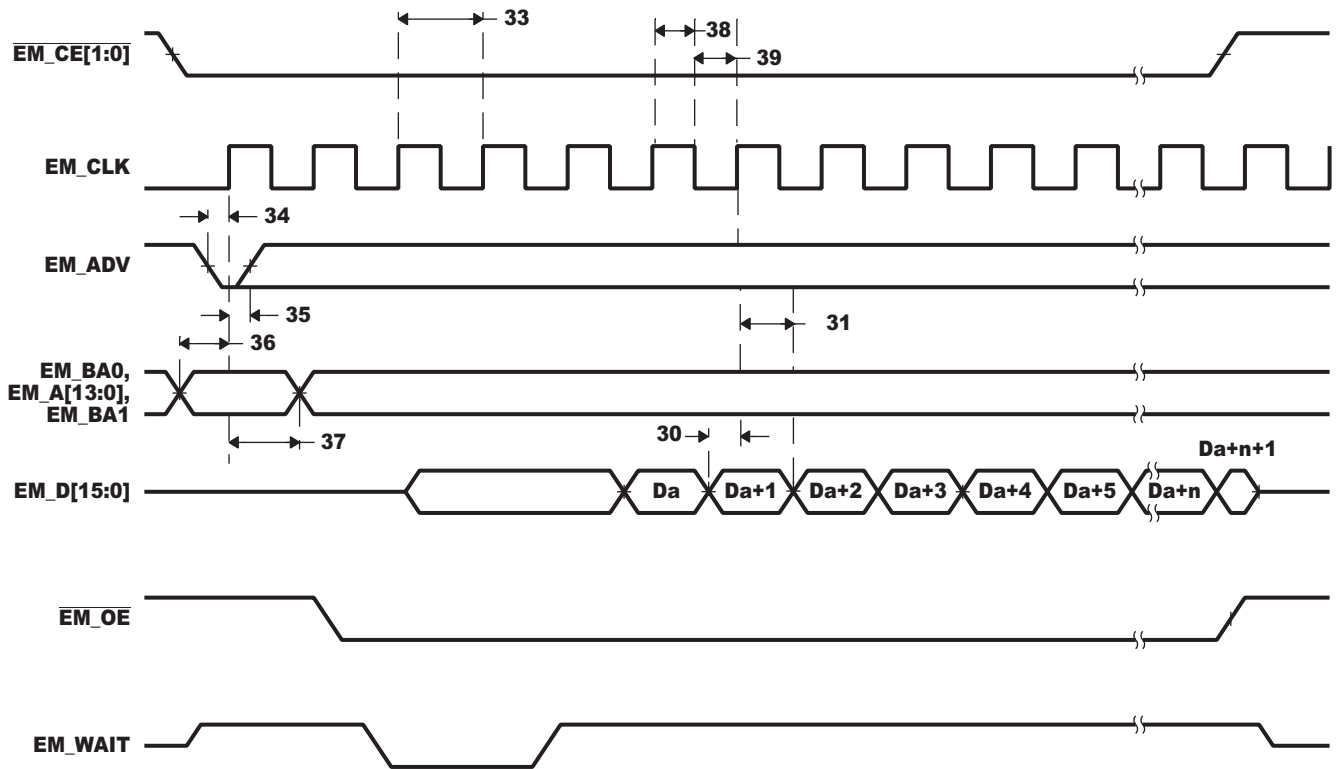 33
38
EM_CE[1:0]
39
EM_CLK
34
EM_ADV
35
31
36
EM_BA0,
EM_A[13:0],
EM_BA1
37
30
Da+n+1
EM_D[15:0]
Da
Da+1
Da+2
Da+3
Da+4
Da+5
Da+n
EM_OE
EM_WAIT